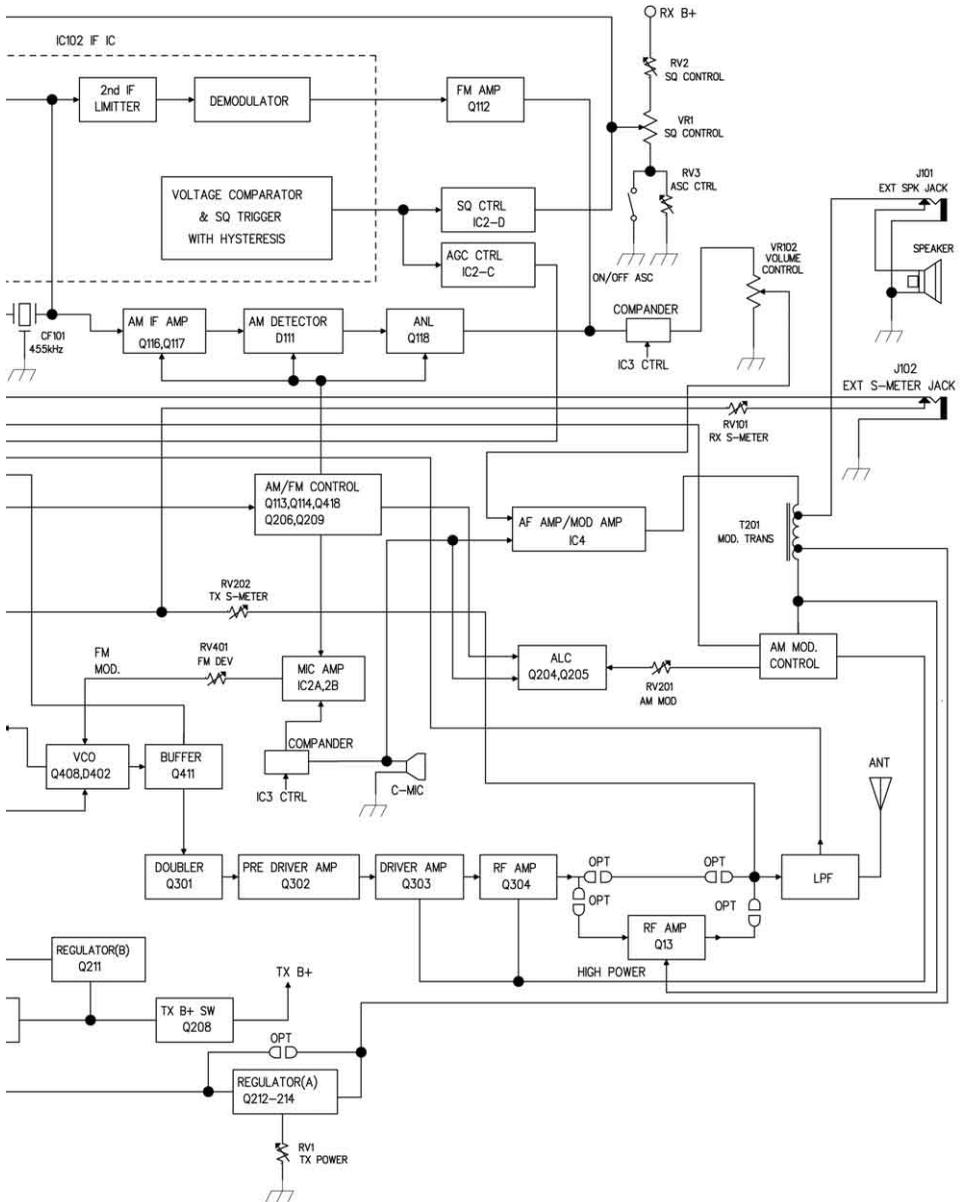 RX B+
IC102 IF IC
RV2
SQ CONTROL
2nd IF
LIMITTER
DEMODULATOR
FM AMP
Q112
VR1
SQ CONTROL
RV3
ASC CTRL
J101
EXT SPK JACK
VOLTAGE COMPARATOR
& SQ TRIGGER
WITH HYSTERESIS
SQ CTRL
IC2-D
AGC CTRL
IC2-C
ON/OFF ASC
VR102
VOLUME
CONTROL
SPEAKER
CF101
455kHz
AM IF AMP
Q116,Q117
AM DETECTOR
D111
ANL
Q118
COMPANDER
IC3 CTRL
J102
EXT S-METER JACK
RV101
RX S-METER
AM/FM CONTROL
Q113,Q114,Q418
Q206,Q209
AF AMP/MOD AMP
IC4
T201
MOD. TRANS
RV202
TX S-METER
FM
MOD.
RV401
FM DEV
MIC AMP
IC2A,2B
ALC
Q204,Q205
RV201
AM MOD
AM MOD.
CONTROL
VCO
Q408,D402
BUFFER
Q411
COMPANDER
IC3 CTRL
C-MIC
ANT
DOUBLER
Q301
PRE DRIVER AMP
Q302
DRIVER AMP
Q303
RF AMP
Q304
OPT
OPT
LPF
OPT
OPT
RF AMP
Q13
HIGH POWER
REGULATOR(B)
Q211
TX B+
TX B+ SW
Q208
OPT
REGULATOR(A)
Q212-214
RV1
TX POWER